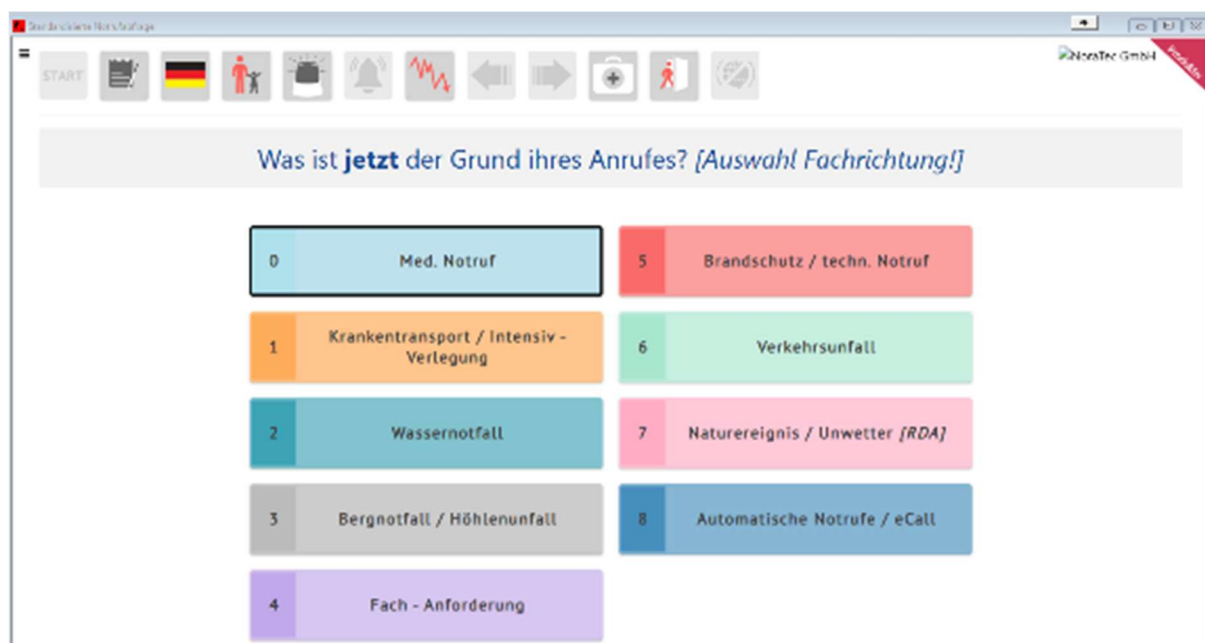 Standardisierte Notrufabfrage
NoraTec GmbH
START
Was ist jetzt der Grund ihres Anrufes? [Auswahl Fachrichtung!]
0 Med. Notruf
5 Brandschutz / techn. Notruf
1 Krankentransport / Intensiv -
Verlegung
6 Verkehrsunfall
2 Wassernotfall
7 Naturereignis / Unwetter [RDA]
3 Bergnotfall / Höhlenunfall
8 Automatische Notrufe / eCall
4 Fach - Anforderung